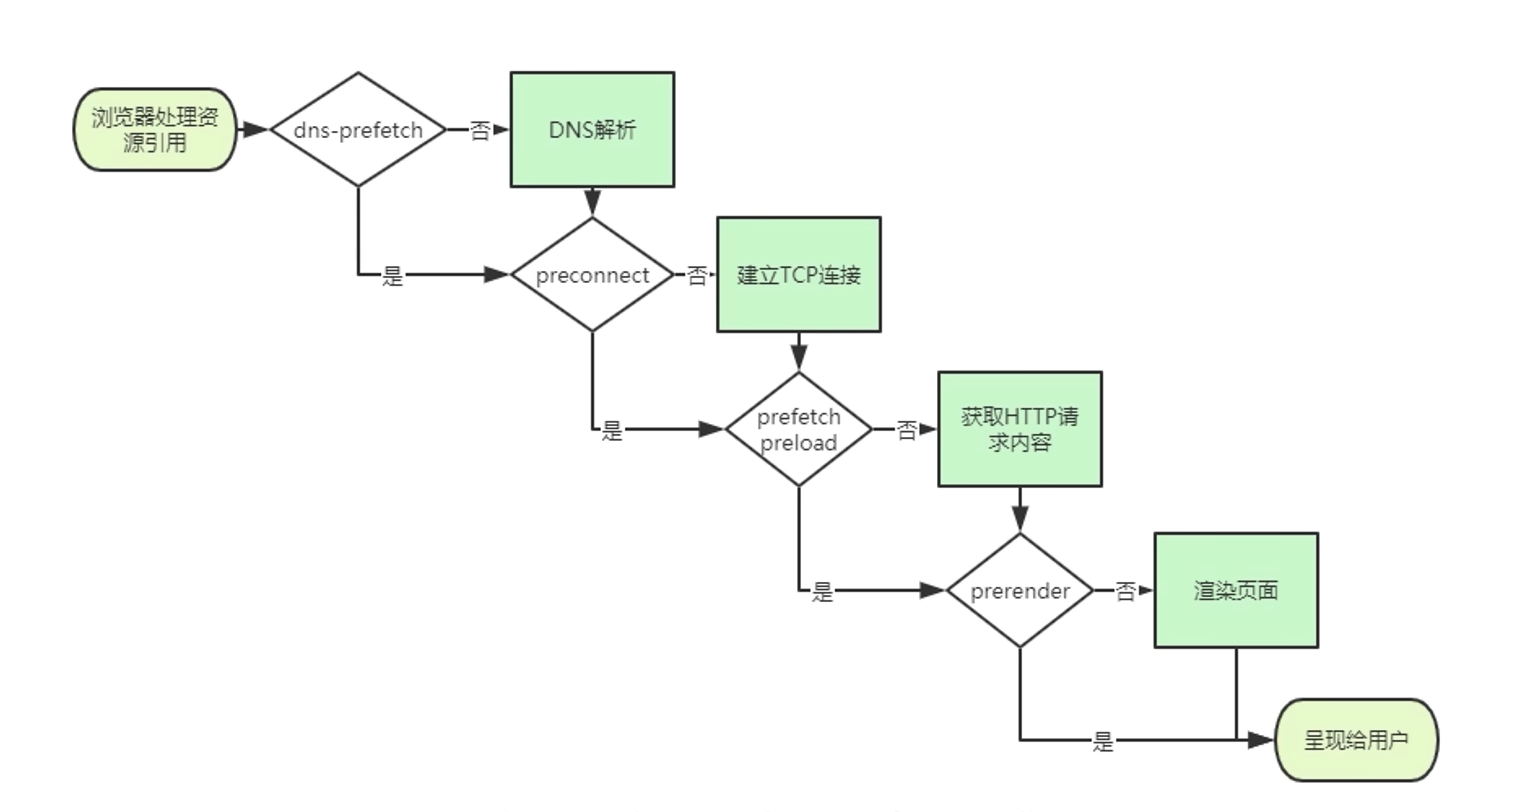 浏览器处理资
源引用
dns-prefetch
否
DNS解析
是
preconnect
否
建立TCP连接
是
prefetch
preload
否
获取HTTP请
求内容
是
prerender
否
渲染页面
是
呈现给用户